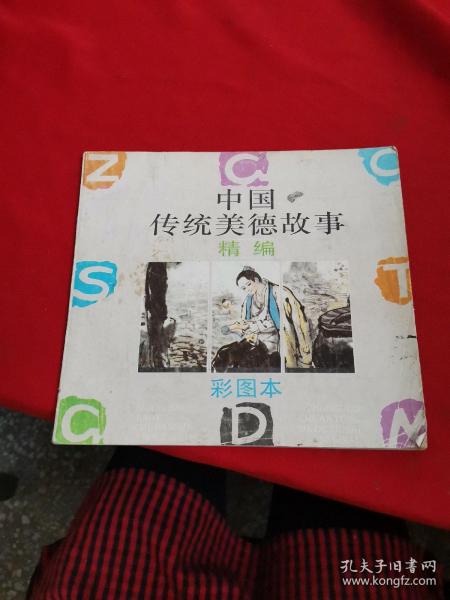 Z C C
中国
传统美德故事
精编
S T
彩图本
G D M
孔夫子旧书网
www.kongfz.com